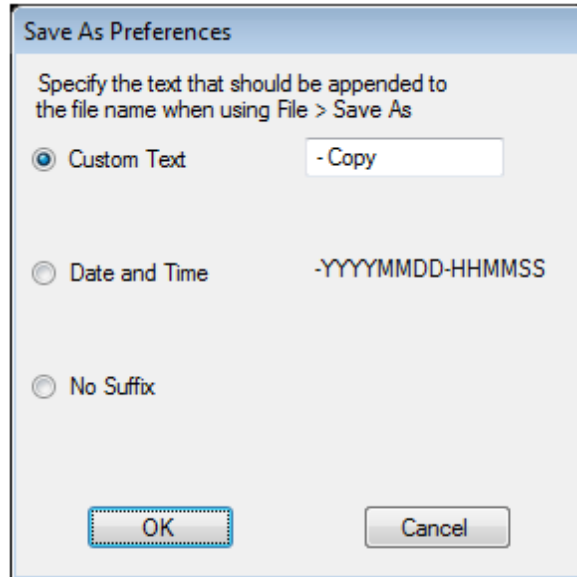 Save As Preferences
Specify the text that should be appended to
the file name when using File > Save As
Custom Text - Copy
Date and Time -YYYYMMDD-HHMMSS
No Suffix
OK Cancel